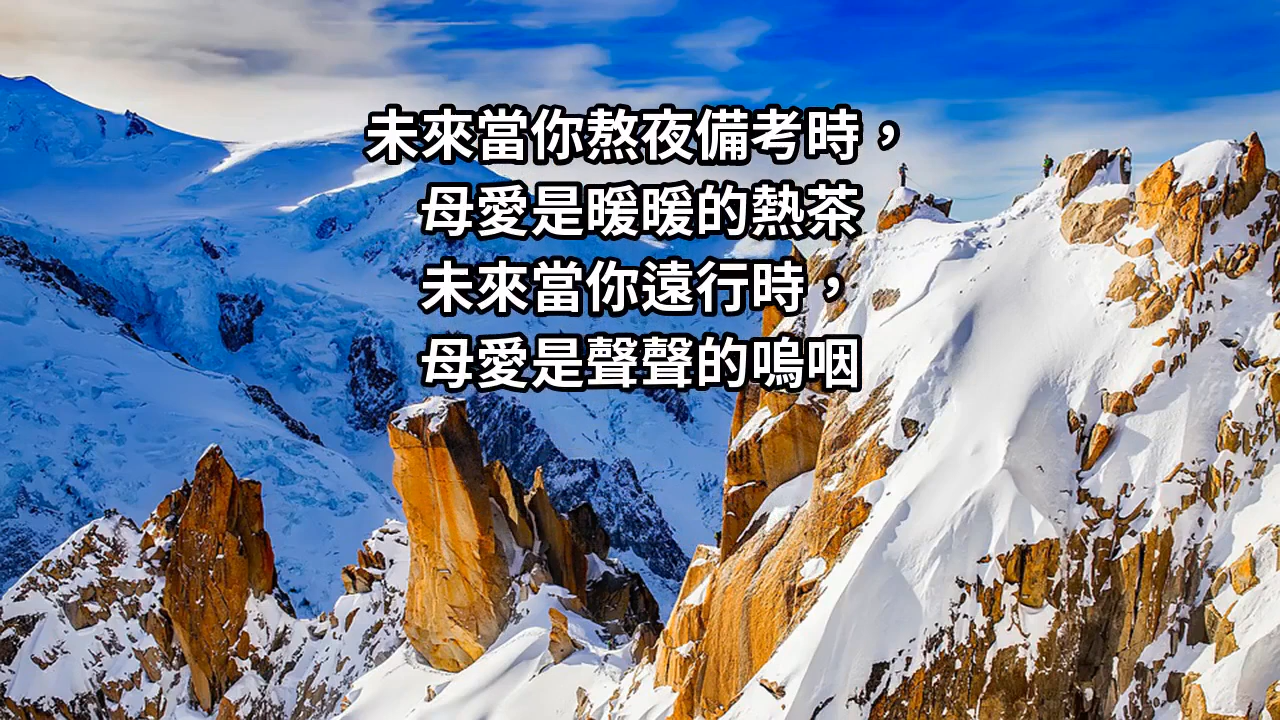 未來當你熬夜備考時，
母愛是暖暖的熱茶
未來當你遠行時，
母愛是聲聲的嗚咽